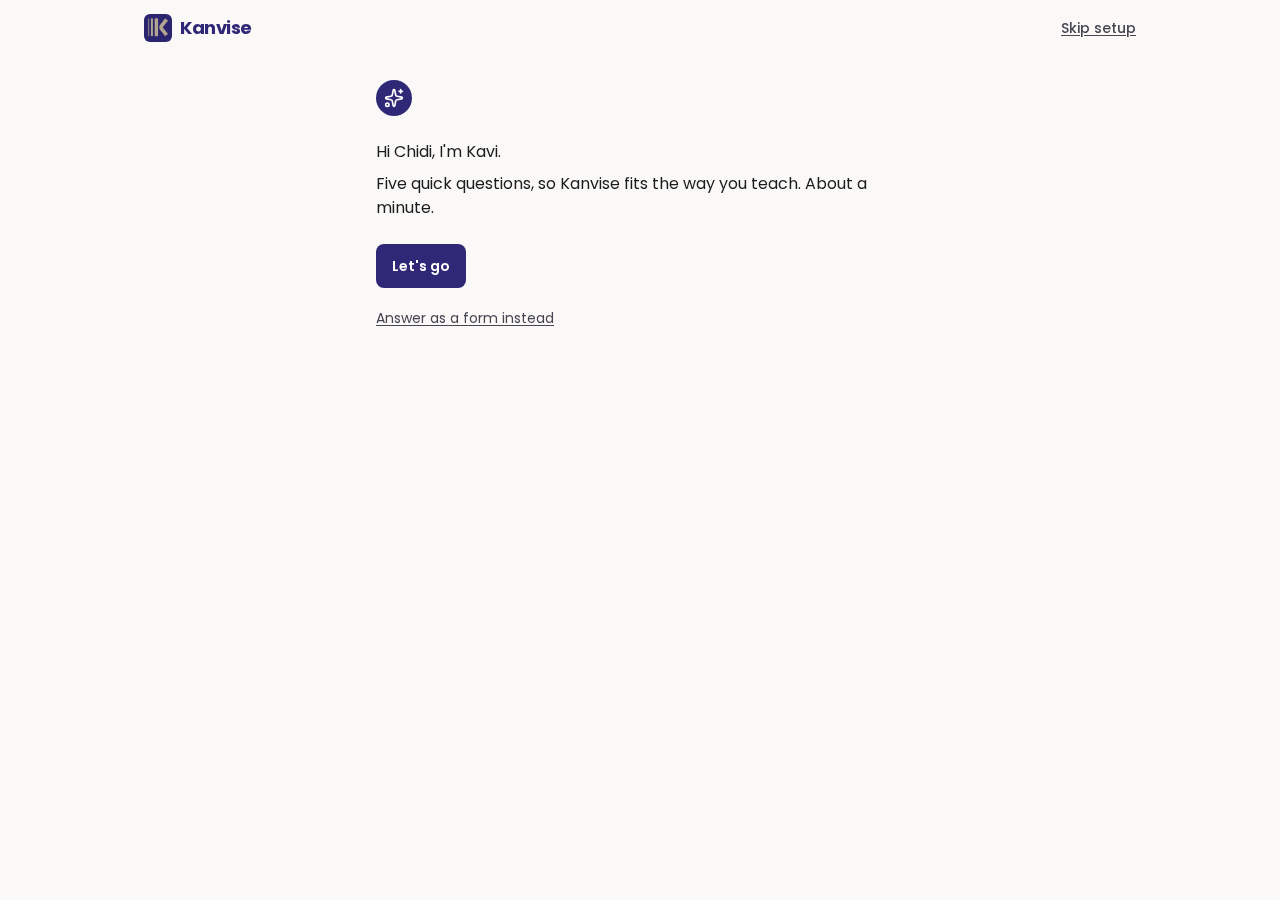 Kanvise
Skip setup
Hi Chidi, I'm Kavi.
Five quick questions, so Kanvise fits the way you teach. About a
minute.
Let's go
Answer as a form instead